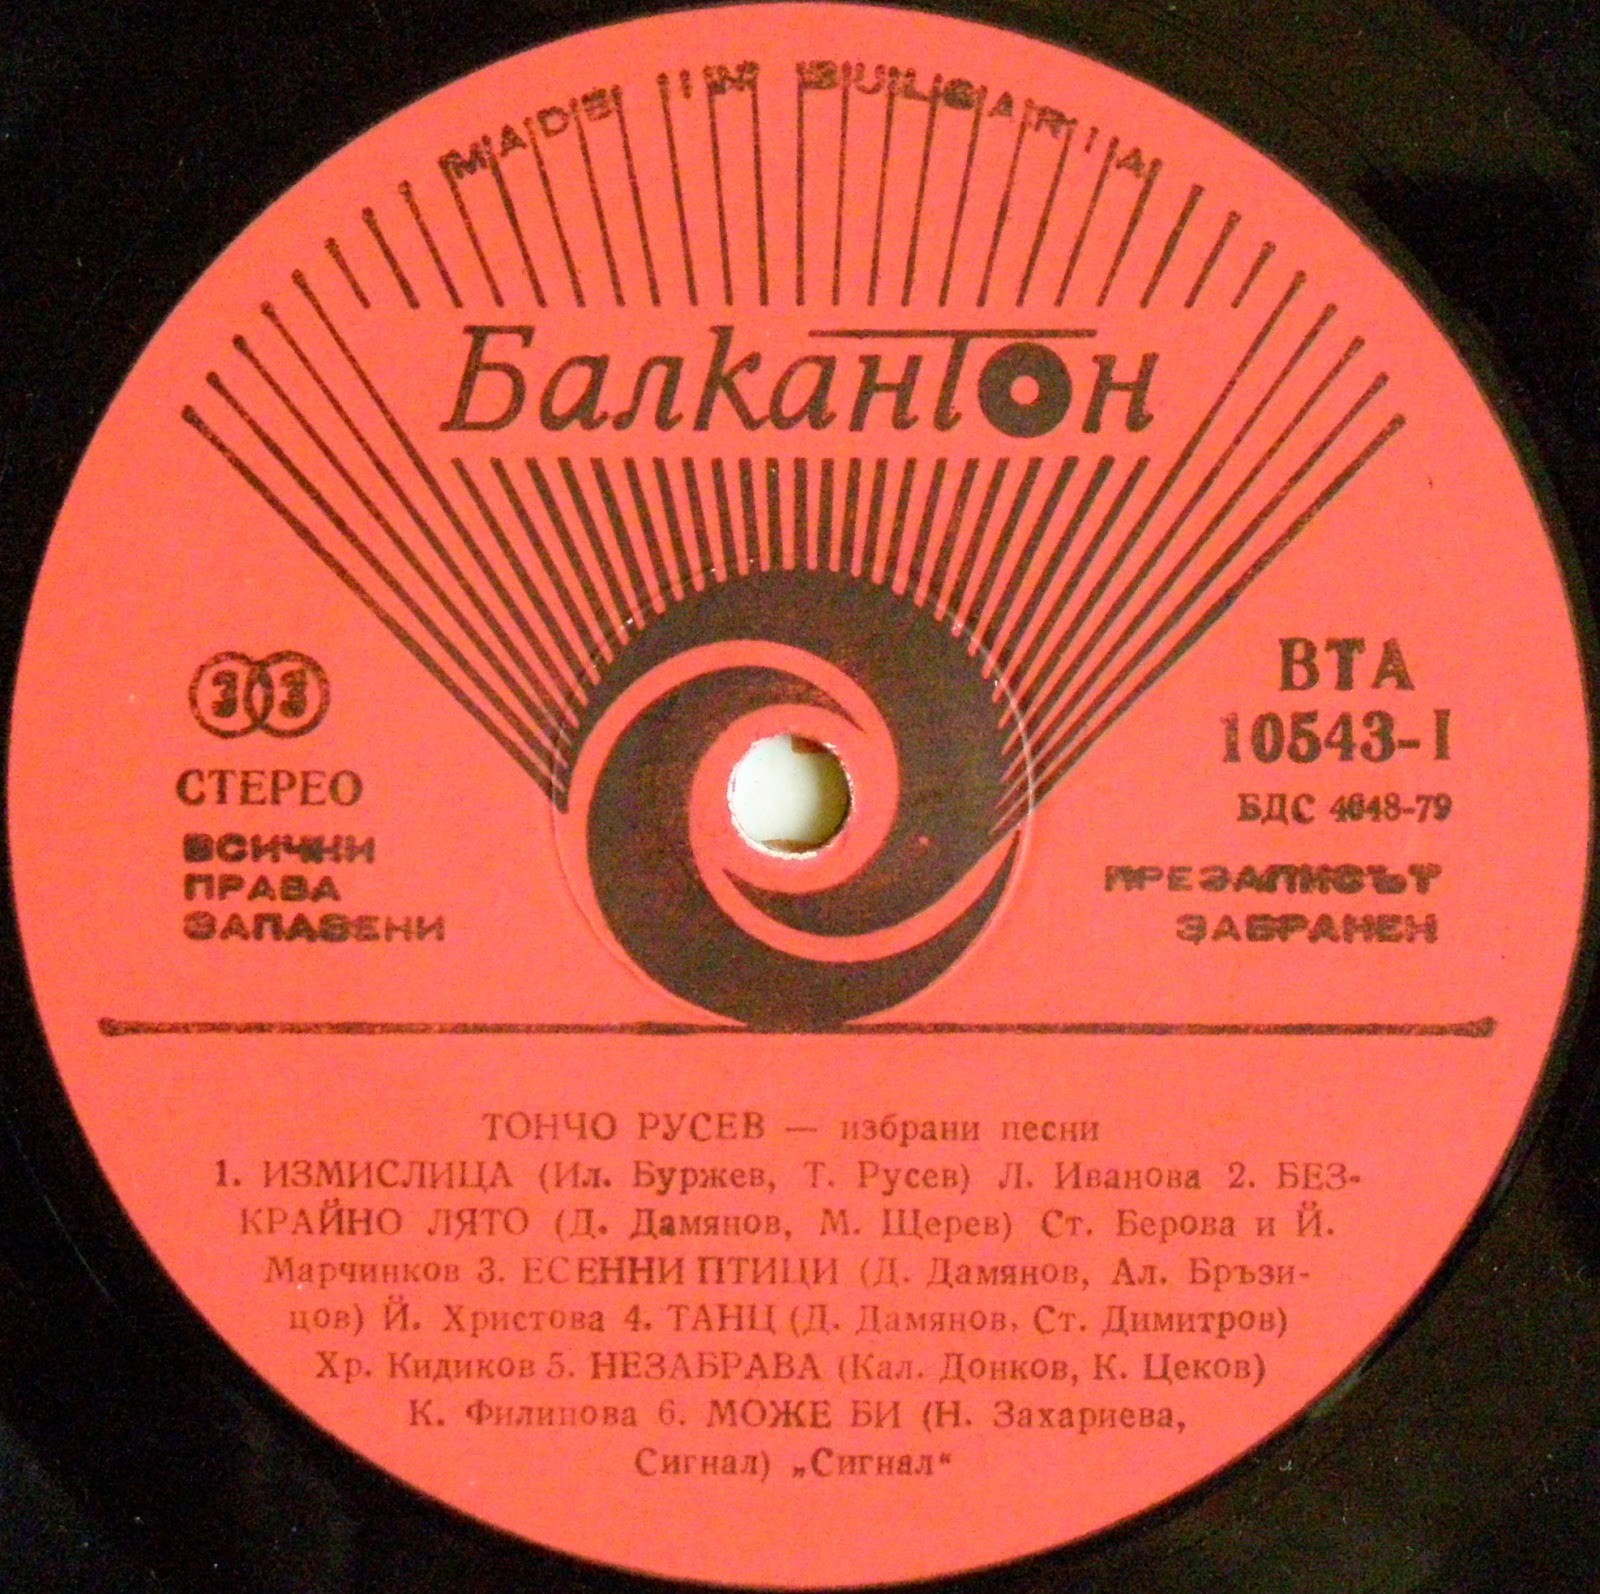 MADE IN BULGARIA
Балкантон
33
СТЕРЕО
ВСИЧКИ
ПРАВА
ЗАПАЗЕНИ
ВТА
10543-I
БДС 4648-79
ПРЕЗАПИСЪТ
ЗАБРАНЕН
ТОНЧО РУСЕВ — избрани песни
1. ИЗМИСЛИЦА (Ил. Буржев, Т. Русев) Л. Иванова 2. БЕЗ-
КРАЙНО ЛЯТО (Д. Дамянов, М. Щерев) Ст. Берова и Й.
Марчинков 3. ЕСЕННИ ПТИЦИ (Д. Дамянов, Ал. Бръзи-
цов) Й. Христова 4. ТАНЦ (Д. Дамянов, Ст. Димитров)
Хр. Кидиков 5. НЕЗАБРАВА (Кал. Донков, К. Цеков)
К. Филипова 6. МОЖЕ БИ (Н. Захариева,
Сигнал) „Сигнал“